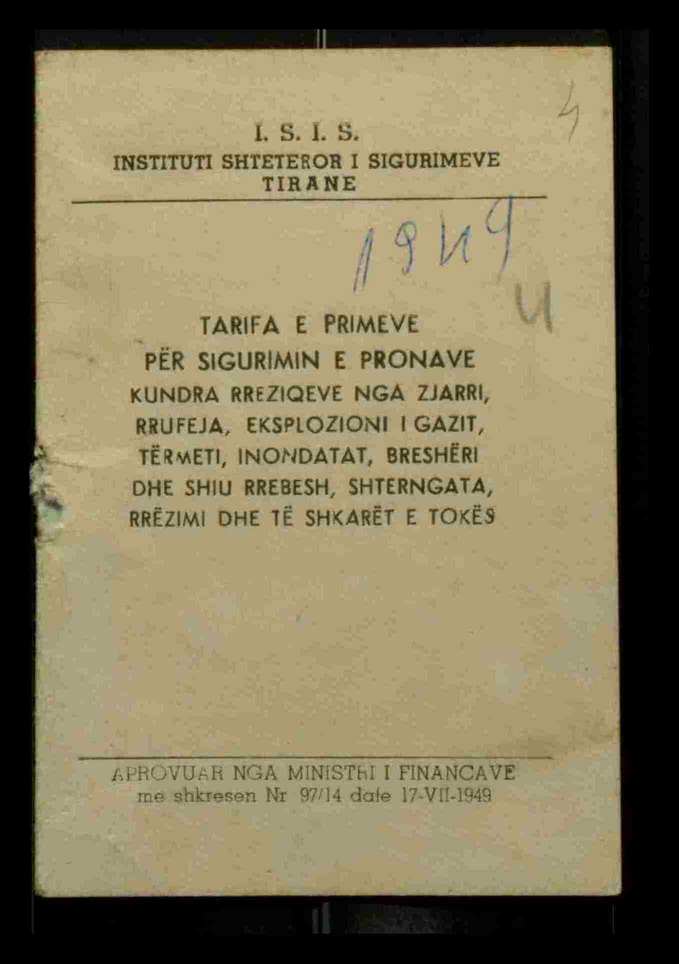 4
I. S. I. S.
INSTITUTI SHTETEROR I SIGURIMEVE
TIRANE
1949
4
TARIFA E PRIMEVE
PËR SIGURIMIN E PRONAVE
KUNDRA RREZIQEVE NGA ZJARRI,
RRUFEJA, EKSPLOZIONI I GAZIT,
TËRMETI, INONDATAT, BRESHËRI
DHE SHIU RREBESH, SHTERNGATA,
RRËZIMI DHE TË SHKARËT E TOKËS
APROVUAR NGA MINISTRI I FINANCAVE
me shkresen Nr 97/14 date 17-VII-1949